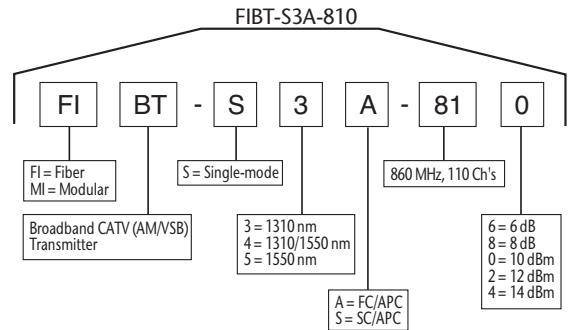 FIBT-S3A-810
FI BT - S 3 A - 81 0
FI = Fiber
MI = Modular
S = Single-mode
860 MHz, 110 Ch's
Broadband CATV (AM/VSB)
Transmitter
3 = 1310 nm
4 = 1310/1550 nm
5 = 1550 nm
6 = 6 dB
8 = 8 dB
0 = 10 dBm
2 = 12 dBm
4 = 14 dBm
A = FC/APC
S = SC/APC